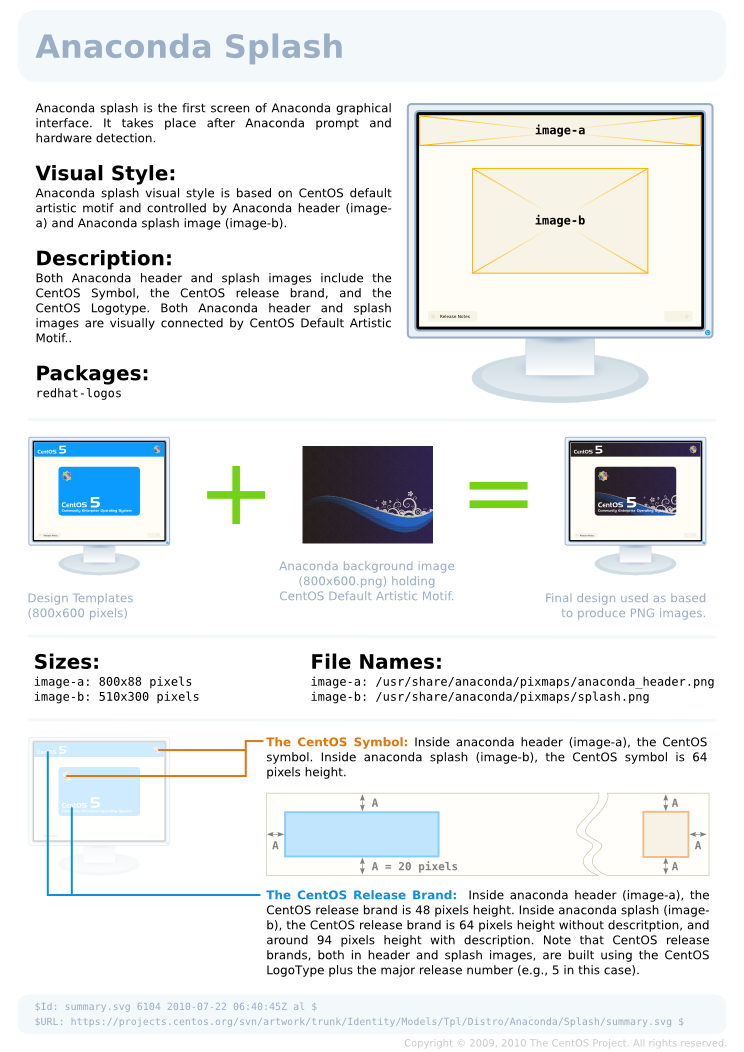 Anaconda Splash
Anaconda splash is the first screen of Anaconda graphical
interface. It takes place after Anaconda prompt and
hardware detection.
Visual Style:
Anaconda splash visual style is based on CentOS default
artistic motif and controlled by Anaconda header (image-
a) and Anaconda splash image (image-b).
Description:
Both Anaconda header and splash images include the
CentOS Symbol, the CentOS release brand, and the
CentOS Logotype. Both Anaconda header and splash
images are visually connected by CentOS Default Artistic
Motif..
Packages:
redhat-logos
image-a
image-b
Release Notes
CentOS 5
CentOS 5
Community Enterprise Operating System
Release Notes
Design Templates
(800x600 pixels)
Anaconda background image
(800x600.png) holding
CentOS Default Artistic Motif.
CentOS 5
CentOS 5
Community Enterprise Operating System
Release Notes
Final design used as based
to produce PNG images.
Sizes:
image-a: 800x88 pixels
image-b: 510x300 pixels
File Names:
image-a: /usr/share/anaconda/pixmaps/anaconda_header.png
image-b: /usr/share/anaconda/pixmaps/splash.png
CentOS 5
CentOS 5
Community Enterprise Operating System
The CentOS Symbol: Inside anaconda header (image-a), the CentOS
symbol. Inside anaconda splash (image-b), the CentOS symbol is 64
pixels height.
A
A
A
A
A = 20 pixels
A
The CentOS Release Brand: Inside anaconda header (image-a), the
CentOS release brand is 48 pixels height. Inside anaconda splash (image-
b), the CentOS release brand is 64 pixels height without descritption, and
around 94 pixels height with description. Note that CentOS release
brands, both in header and splash images, are built using the CentOS
LogoType plus the major release number (e.g., 5 in this case).
$Id: summary.svg 6104 2010-07-22 06:40:45Z al $
$URL: https://projects.centos.org/svn/artwork/trunk/Identity/Models/Tpl/Distro/Anaconda/Splash/summary.svg $
Copyright © 2009, 2010 The CentOS Project. All rights reserved.